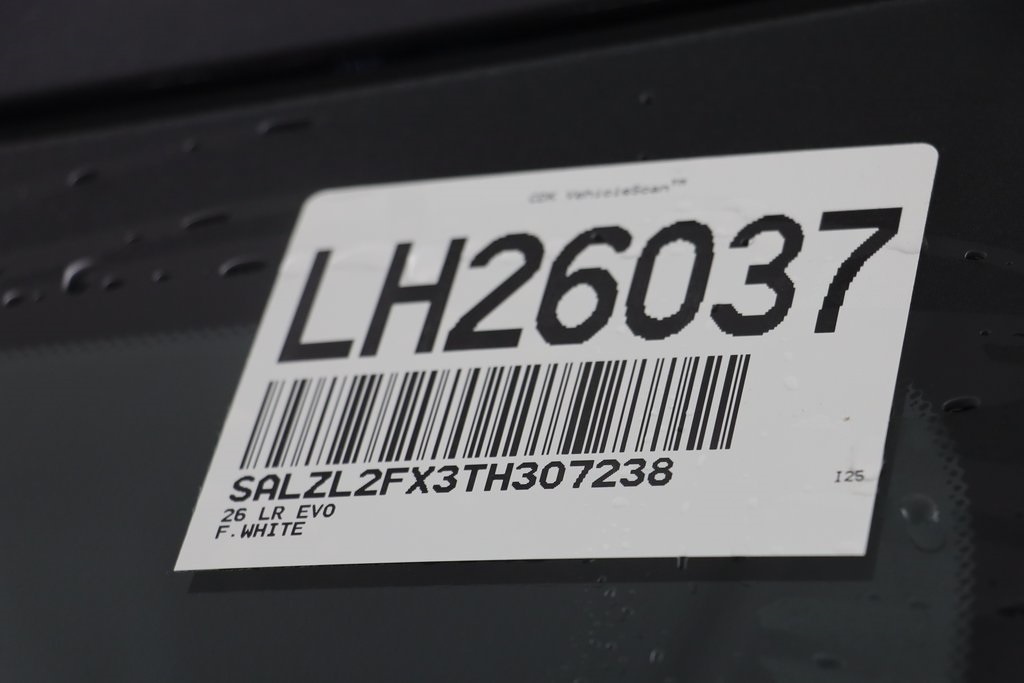 CDK VehicleScan™
LH26037
SALZL2FX3TH307238
26 LR EVO
F.WHITE
I25